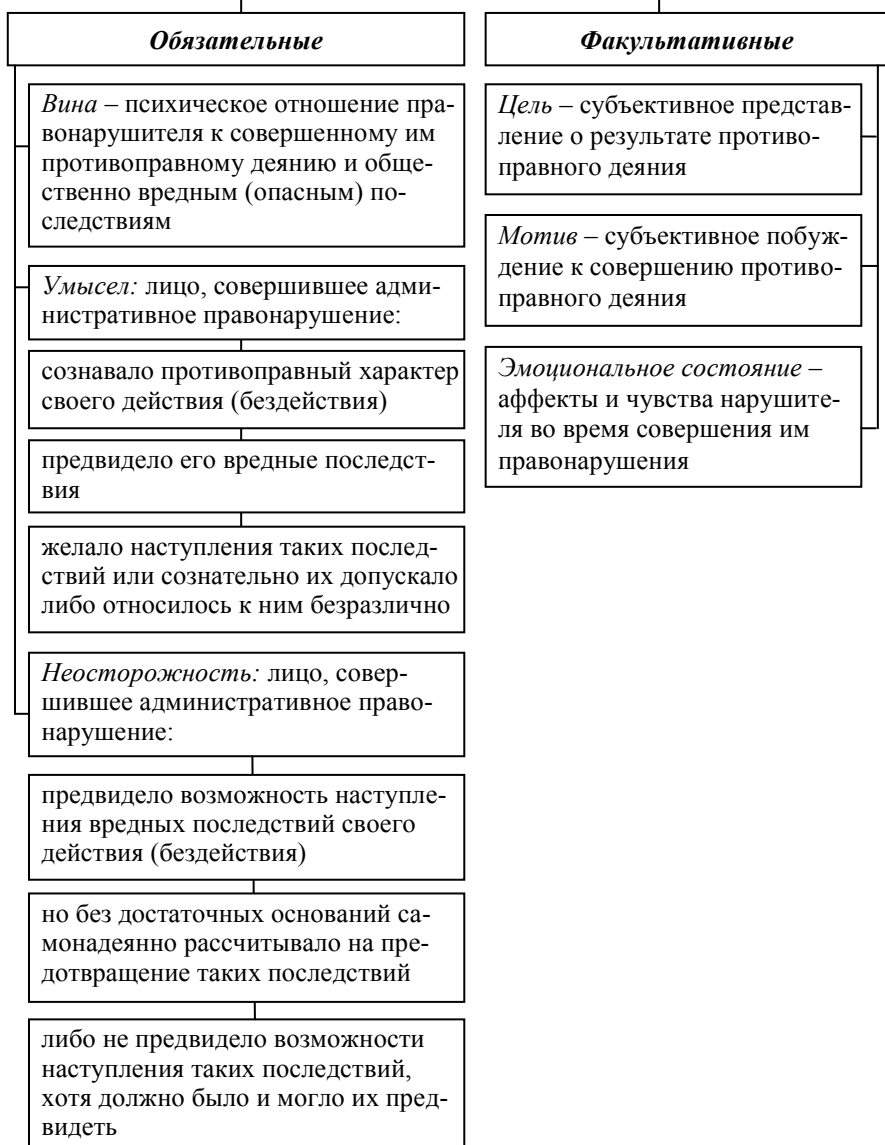 Обязательные
Вина – психическое отношение пра-
вонарушителя к совершенному им
противоправному деянию и обще-
ственно вредным (опасным) по-
следствиям
Умысел: лицо, совершившее адми-
нистративное правонарушение:
сознавало противоправный характер
своего действия (бездействия)
предвидело его вредные последст-
вия
желало наступления таких послед-
ствий или сознательно их допускало
либо относилось к ним безразлично
Неосторожность: лицо, совер-
шившее административное право-
нарушение:
предвидело возможность наступле-
ния вредных последствий своего
действия (бездействия)
но без достаточных оснований са-
монадеянно рассчитывало на пре-
дотвращение таких последствий
либо не предвидело возможности
наступления таких последствий,
хотя должно было и могло их пред-
видеть
Факультативные
Цель – субъективное представ-
ление о результате противо-
правного деяния
Мотив – субъективное побуж-
дение к совершению противо-
правного деяния
Эмоциональное состояние –
аффекты и чувства нарушите-
ля во время совершения им
правонарушения